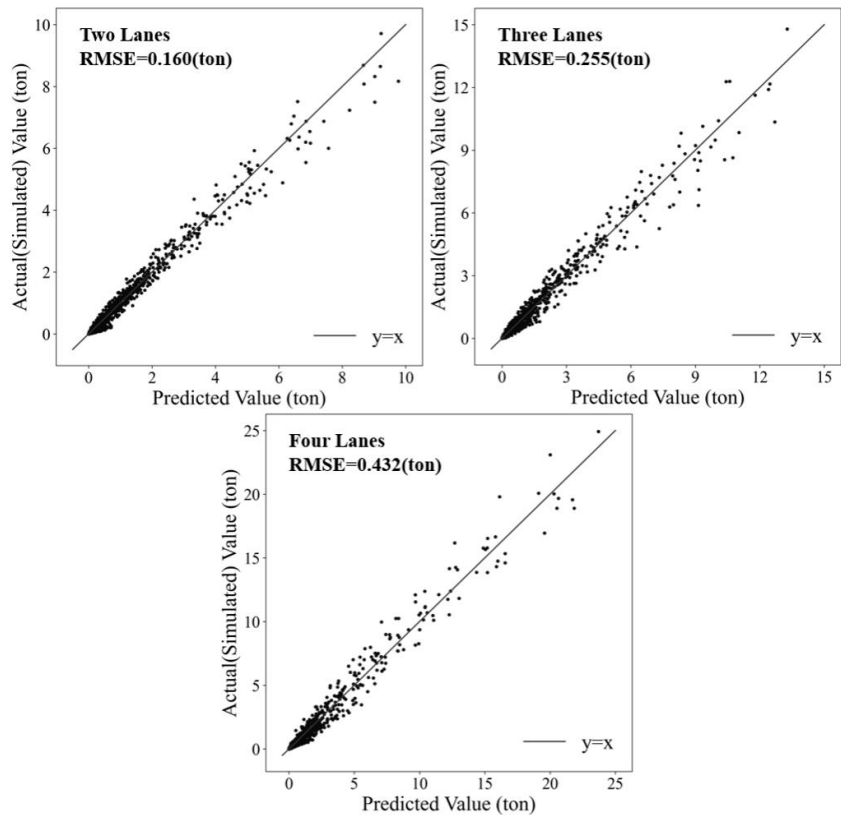 Two Lanes
RMSE=0.160(ton)
10
8
6
4
2
0
Actual(Simulated) Value (ton)
y=x
0 2 4 6 8 10
Predicted Value (ton)
Three Lanes
RMSE=0.255(ton)
15
12
9
6
3
0
Actual(Simulated) Value (ton)
y=x
0 3 6 9 12 15
Predicted Value (ton)
Four Lanes
RMSE=0.432(ton)
25
20
15
10
5
0
Actual(Simulated) Value (ton)
y=x
0 5 10 15 20 25
Predicted Value (ton)